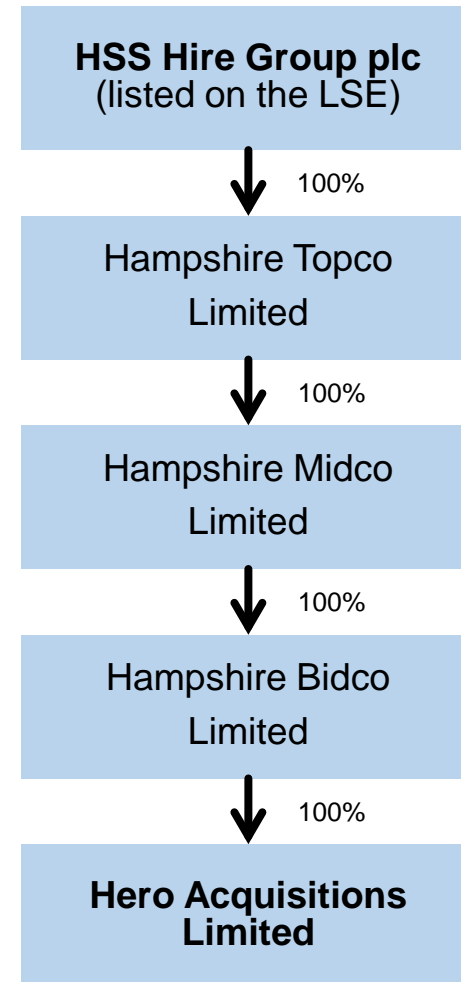 HSS Hire Group plc
(listed on the LSE)
100%
Hampshire Topco
Limited
100%
Hampshire Midco
Limited
100%
Hampshire Bidco
Limited
100%
Hero Acquisitions
Limited